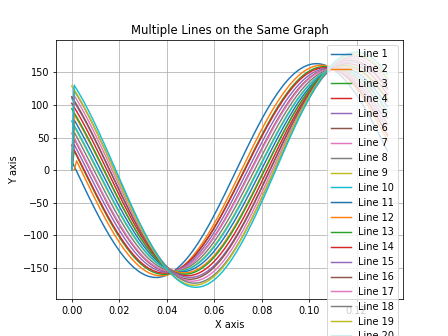 Multiple Lines on the Same Graph
Y axis
150
100
50
0
−50
−100
−150
0.00
0.02
0.04
0.06
0.08
0.10
X axis
Line 1
Line 2
Line 3
Line 4
Line 5
Line 6
Line 7
Line 8
Line 9
Line 10
Line 11
Line 12
Line 13
Line 14
Line 15
Line 16
Line 17
Line 18
Line 19
Line 20